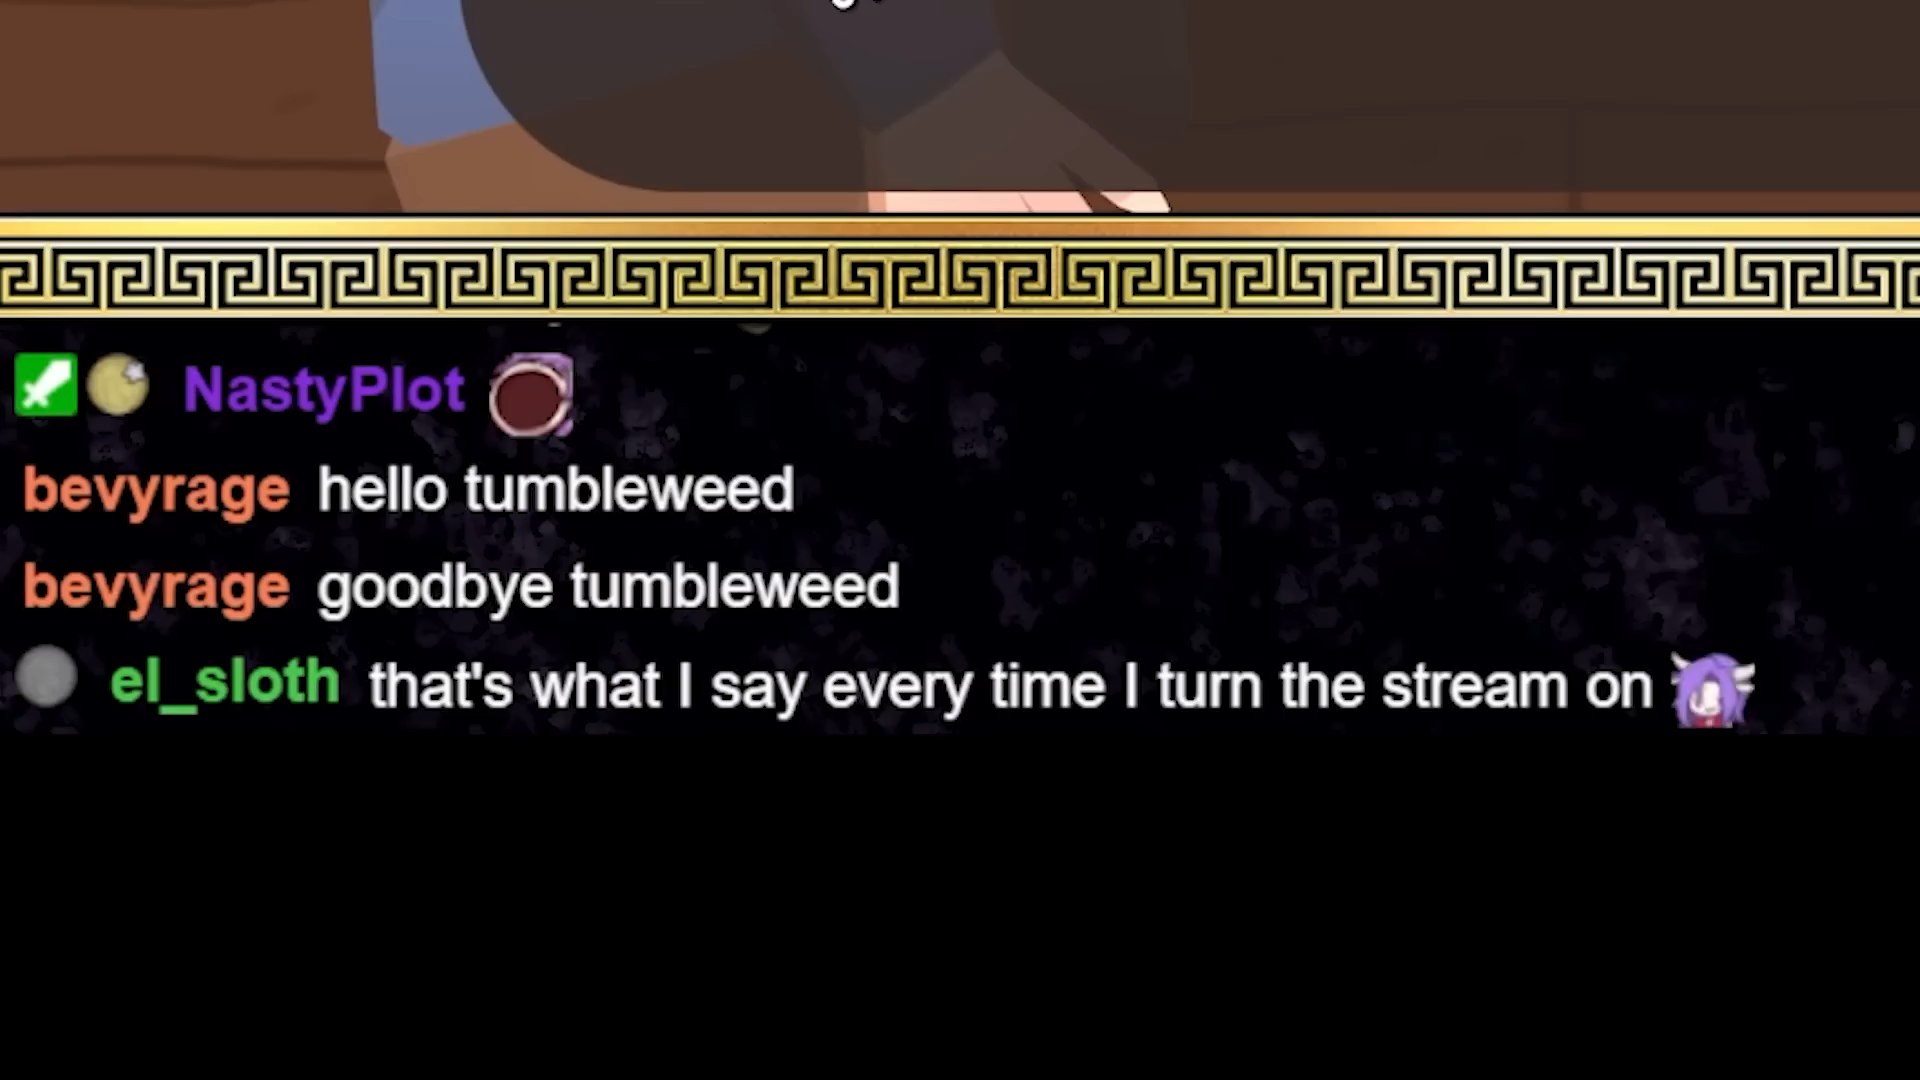 NastyPlot
bevyrage hello tumbleweed
bevyrage goodbye tumbleweed
el_sloth that's what I say every time I turn the stream on